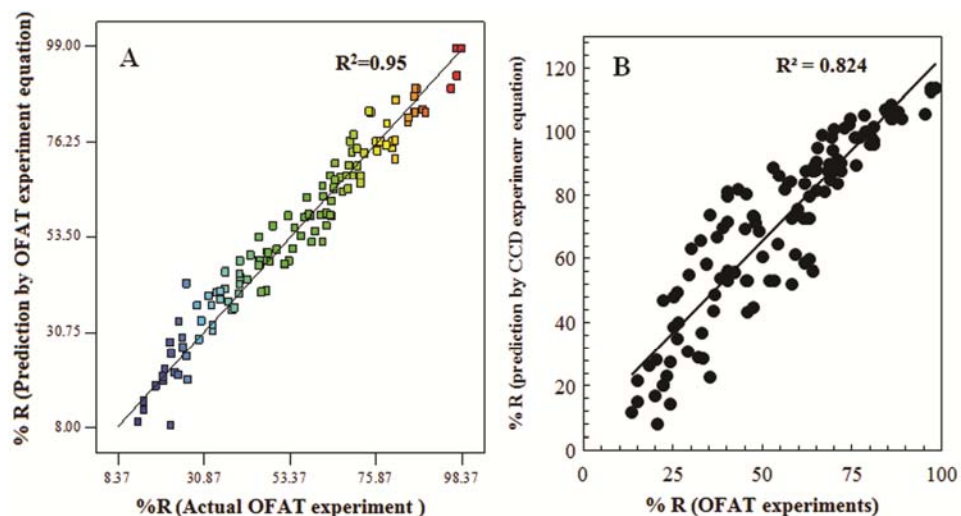 A
R²=0.95
99.00
76.25
53.50
30.75
8.00
% R (Prediction by OFAT experiment equation)
8.37 30.87 53.37 75.87 98.37
%R (Actual OFAT experiment )
B
R² = 0.824
120
100
80
60
40
20
0
% R (prediction by CCD experimenr equation)
0 25 50 75 100
% R (OFAT experiments)